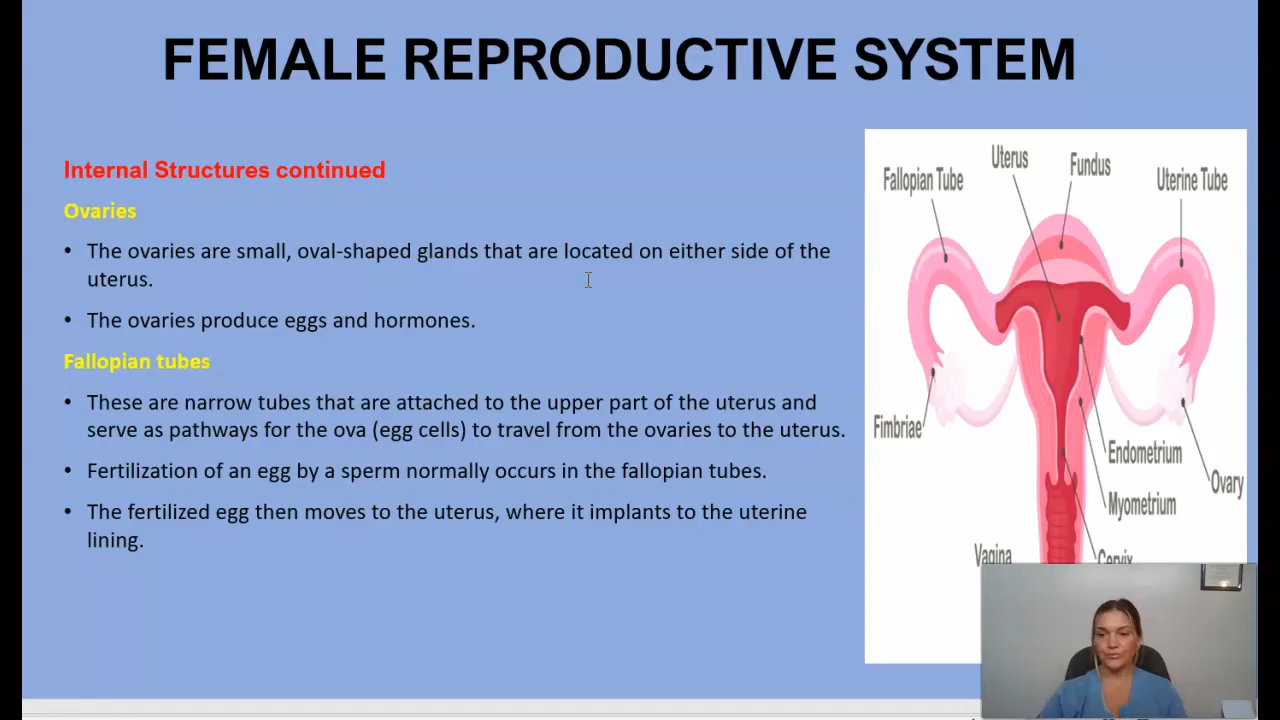 FEMALE REPRODUCTIVE SYSTEM
Internal Structures continued
Ovaries
• The ovaries are small, oval-shaped glands that are located on either side of the
uterus.
• The ovaries produce eggs and hormones.
Fallopian tubes
• These are narrow tubes that are attached to the upper part of the uterus and
serve as pathways for the ova (egg cells) to travel from the ovaries to the uterus.
• Fertilization of an egg by a sperm normally occurs in the fallopian tubes.
• The fertilized egg then moves to the uterus, where it implants to the uterine
lining.
Uterus
Fundus
Fallopian Tube
Uterine Tube
Fimbriae
Endometrium
Ovary
Myometrium
Vagina
Cervix